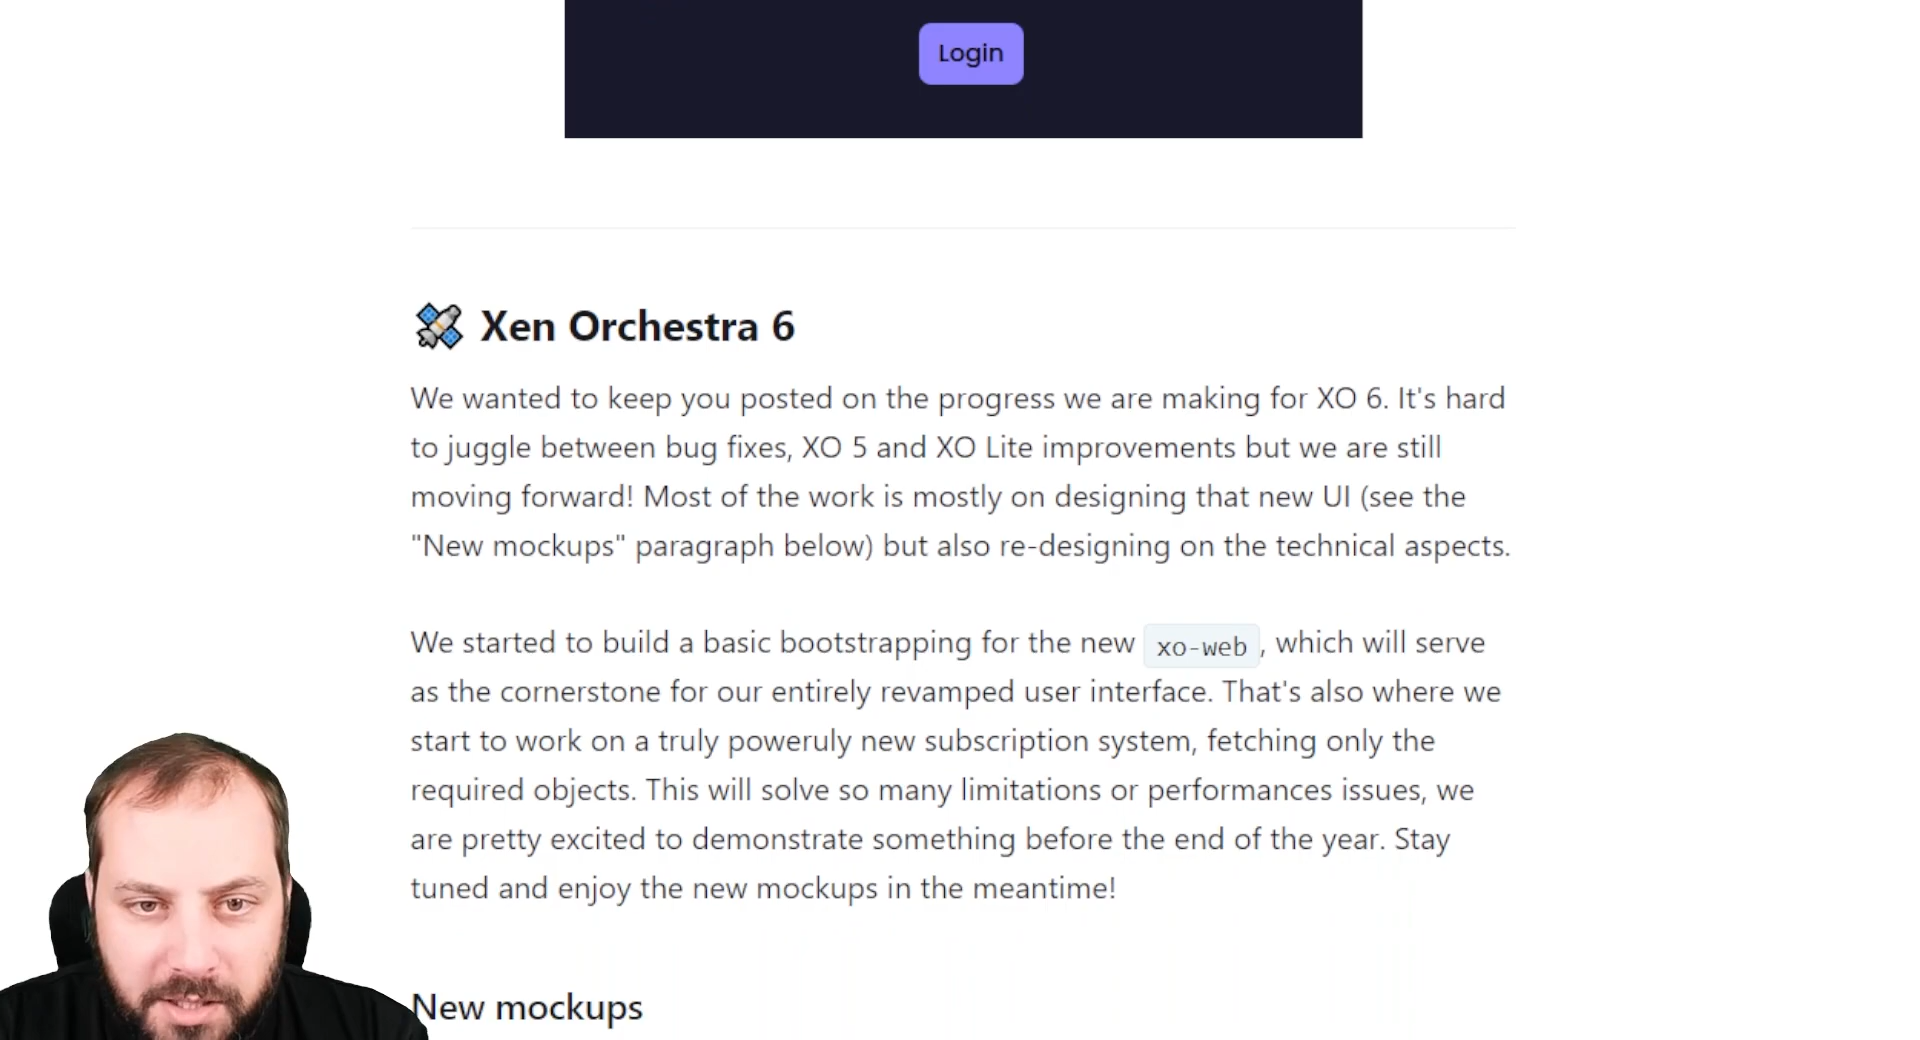 Login
Xen Orchestra 6
We wanted to keep you posted on the progress we are making for XO 6. It's hard
to juggle between bug fixes, XO 5 and XO Lite improvements but we are still
moving forward! Most of the work is mostly on designing that new UI (see the
"New mockups" paragraph below) but also re-designing on the technical aspects.
We started to build a basic bootstrapping for the new xo-web, which will serve
as the cornerstone for our entirely revamped user interface. That's also where we
start to work on a truly poweruly new subscription system, fetching only the
required objects. This will solve so many limitations or performances issues, we
are pretty excited to demonstrate something before the end of the year. Stay
tuned and enjoy the new mockups in the meantime!
New mockups